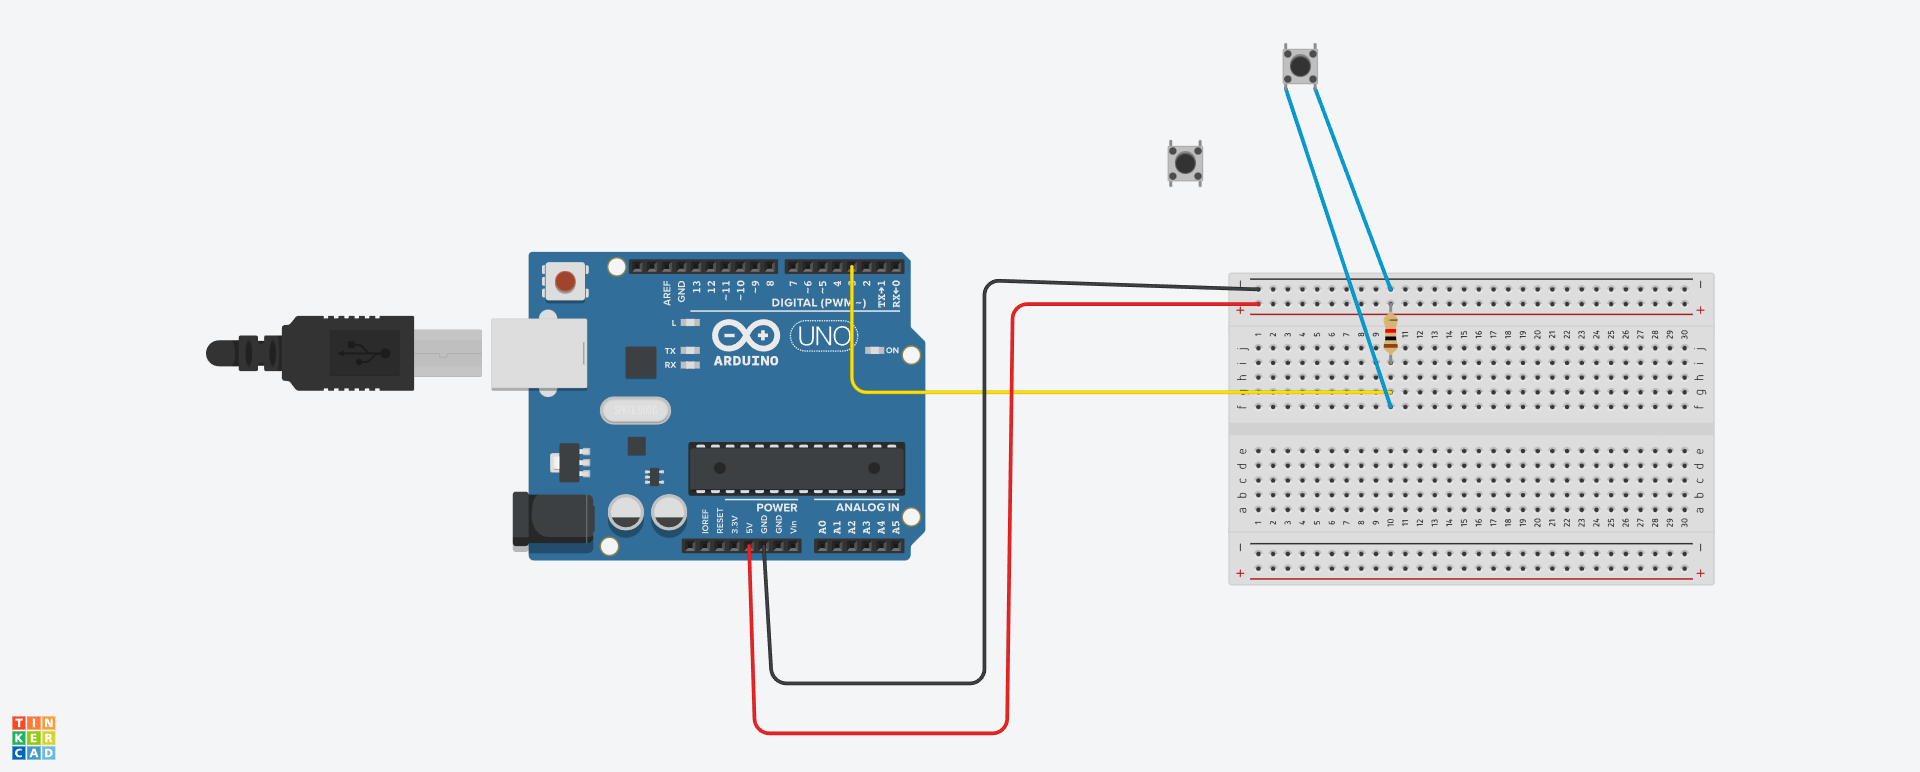 AREF
GND
13
12
~11
~10
~9
8
7
~6
~5
4
2
TX→1
RX←0
DIGITAL (PWM~)
L
TX
RX
ARDUINO
UNO
ON
IOREF
RESET
3.3V
5V
GND
GND
Vin
POWER
ANALOG IN
A0
A1
A2
A3
A4
A5
− −
+ +
1 2 3 4 5 6 7 8 9 10 11 12 13 14 15 16 17 18 19 20 21 22 23 24 25 26 27 28 29 30
j j
i i
h h
g g
f f
e e
d d
c c
b b
a a
1 2 3 4 5 6 7 8 9 10 11 12 13 14 15 16 17 18 19 20 21 22 23 24 25 26 27 28 29 30
− −
+ +
TIN
KER
CAD